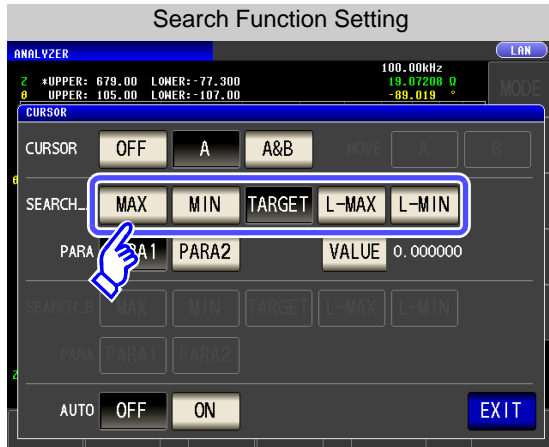 Search Function Setting
ANALYZER LAN
100.00kHz
Z *UPPER: 679.00 LOWER:-77.300 19.07208 Ω
θ UPPER: 105.00 LOWER:-107.00 -89.019 °
MODE
CURSOR
CURSOR OFF A A&B MOVE A B
θ
SEARCH_ MAX MIN TARGET L-MAX L-MIN
PARA PARA1 PARA2 VALUE 0.000000
SEARCH_B MAX MIN TARGET L-MAX L-MIN
PARA PARA1 PARA2
Z
AUTO OFF ON EXIT